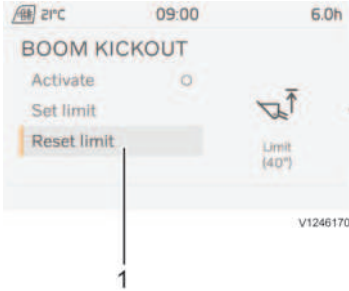 21°C 09:00 6.0h
BOOM KICKOUT
Activate
Set limit
Reset limit
Limit
(40°)
V1246170
1